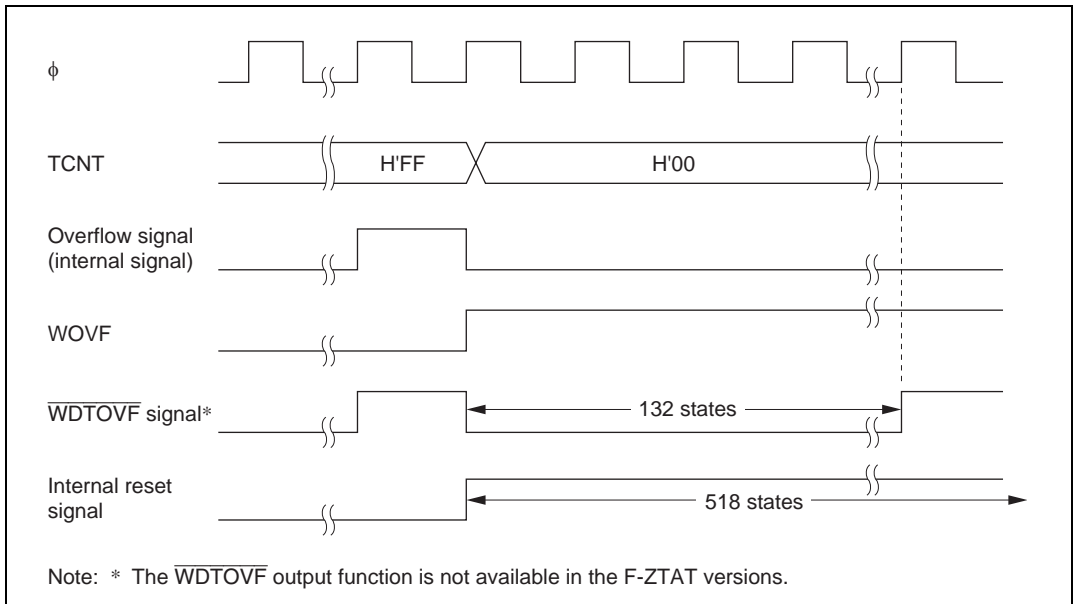 ϕ
TCNT
H'FF
H'00
Overflow signal
(internal signal)
WOVF
WDTOVF signal*
132 states
Internal reset
signal
518 states
Note: * The WDTOVF output function is not available in the F-ZTAT versions.